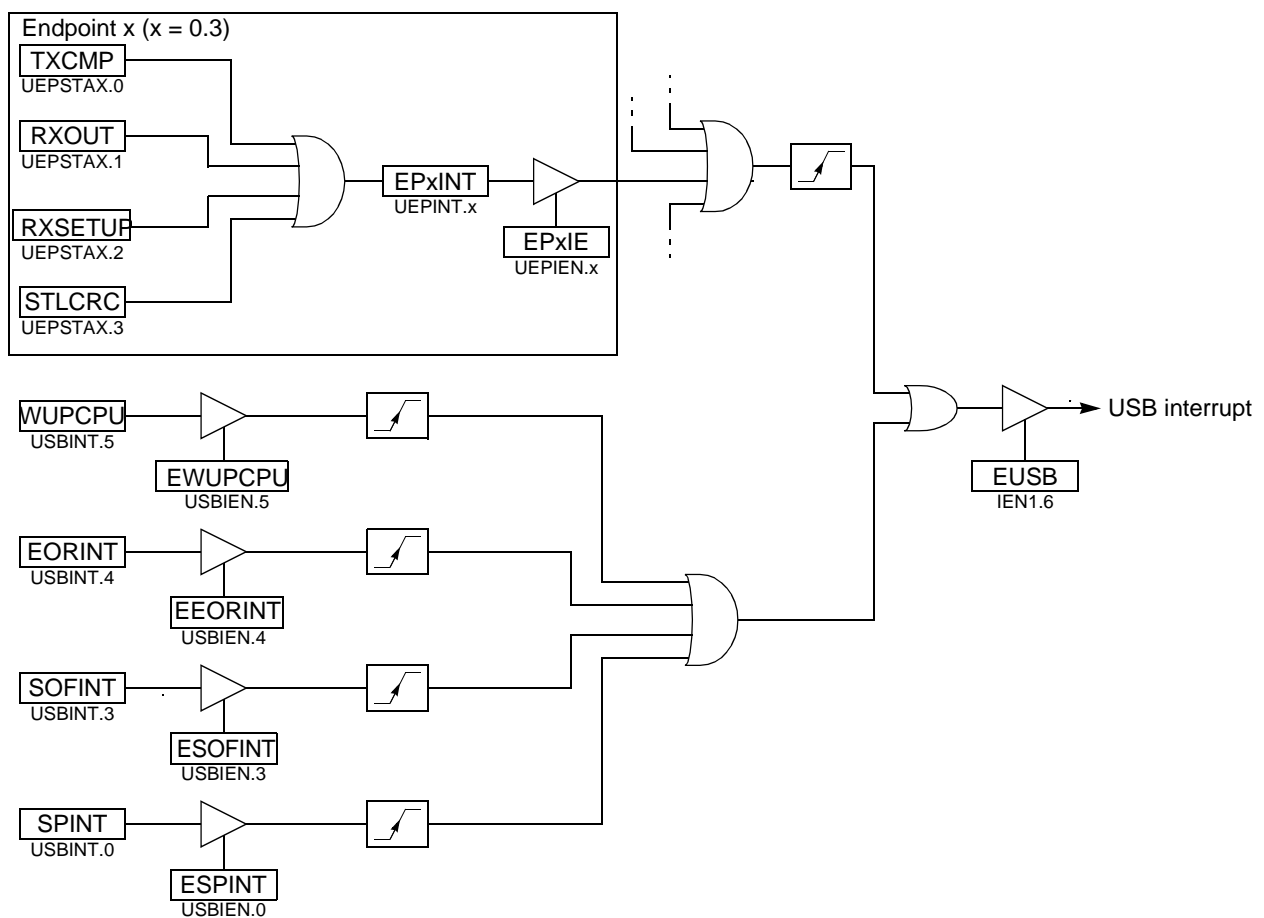 Endpoint x (x = 0.3)
TXCMP
UEPSTAX.0
RXOUT
UEPSTAX.1
RXSETUP
UEPSTAX.2
STLCRC
UEPSTAX.3
EPxINT
UEPINT.x
EPxIE
UEPIEN.x
WUPCPU
USBINT.5
EWUPCPU
USBIEN.5
EORINT
USBINT.4
EEORINT
USBIEN.4
SOFINT
USBINT.3
ESOFINT
USBIEN.3
SPINT
USBINT.0
ESPINT
USBIEN.0
USB interrupt
EUSB
IEN1.6